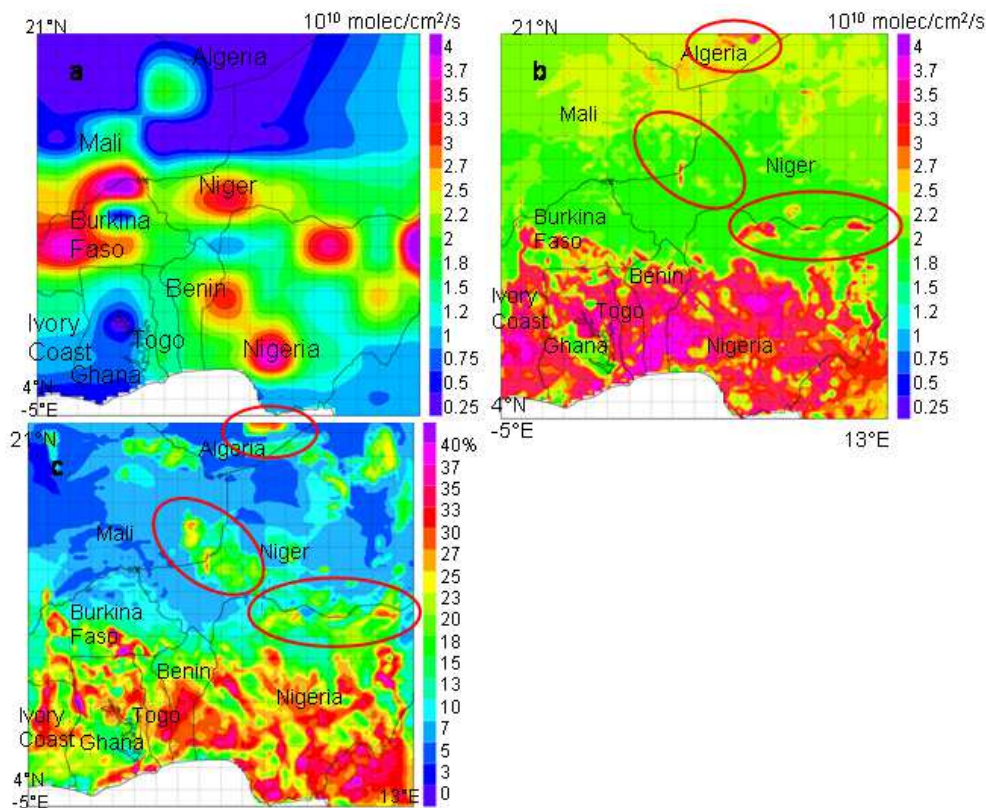 21°N
10¹⁰ molec/cm²/s
a
Algeria
Mali
Niger
Burkina
Faso
Benin
Ivory
Coast
Togo
Ghana
Nigeria
4°N
-5°E
4
3.7
3.5
3.3
2.7
2.5
2.2
2
1.8
1.2
1
0.75
0.5
0.25
21°N
10¹⁰ molec/cm²/s
b
Algeria
Mali
Niger
Burkina
Faso
Benin
Ivory
Coast
Togo
Ghana
Nigeria
4°N
-5°E
13°E
4
3.7
3.5
3.3
2.7
2.5
2.2
2
1.8
1.2
1
0.75
0.5
0.25
21°N
c
Algeria
Mali
Niger
Burkina
Faso
Benin
Nigeria
Ivory
Coast
Togo
Ghana
4°N
-5°E
13°E
40%
37
35
33
30
27
25
23
20
18
15
13
10
7
5
3
0